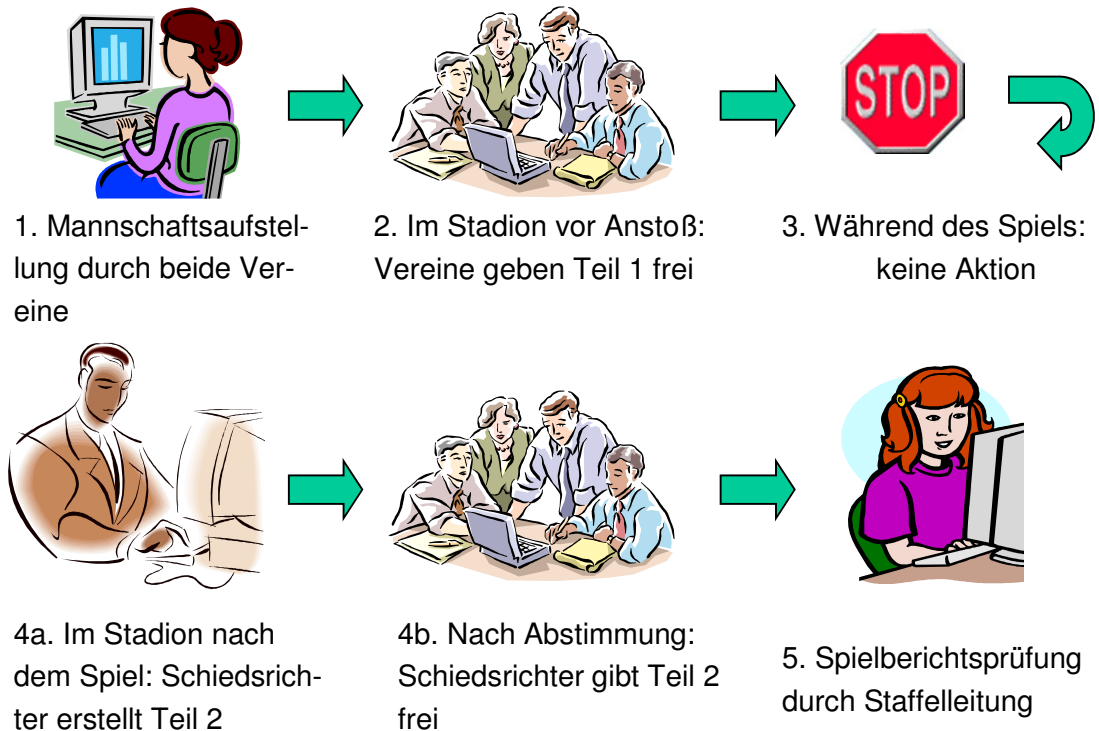 STOP
1. Mannschaftsaufstel-
lung durch beide Ver-
eine
2. Im Stadion vor Anstoß:
Vereine geben Teil 1 frei
3. Während des Spiels:
keine Aktion
4a. Im Stadion nach
dem Spiel: Schiedsrich-
ter erstellt Teil 2
4b. Nach Abstimmung:
Schiedsrichter gibt Teil 2
frei
5. Spielberichtsprüfung
durch Staffelleitung